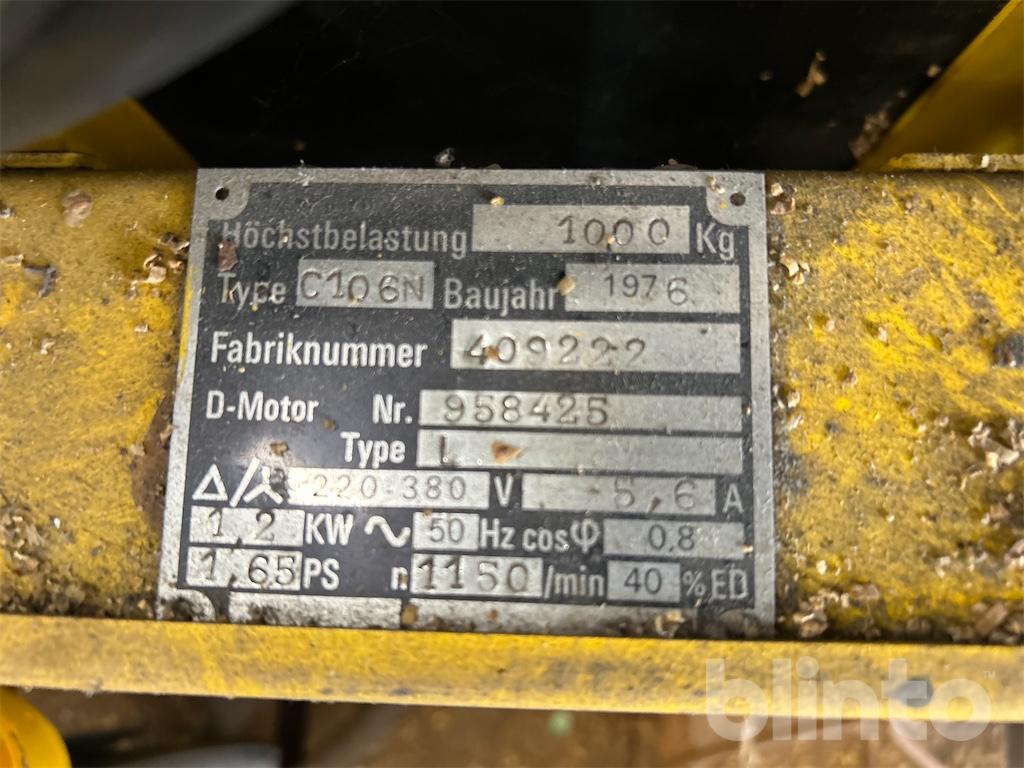 Höchstbelastung 1000 Kg
Type C106N Baujahr 1976
Fabriknummer 409222
D-Motor Nr. 958425
Type L
220-380 V 5,6 A
1,2 KW 50 Hz cosφ 0,8
1,65 PS n 1150 /min 40 % ED
blinto™